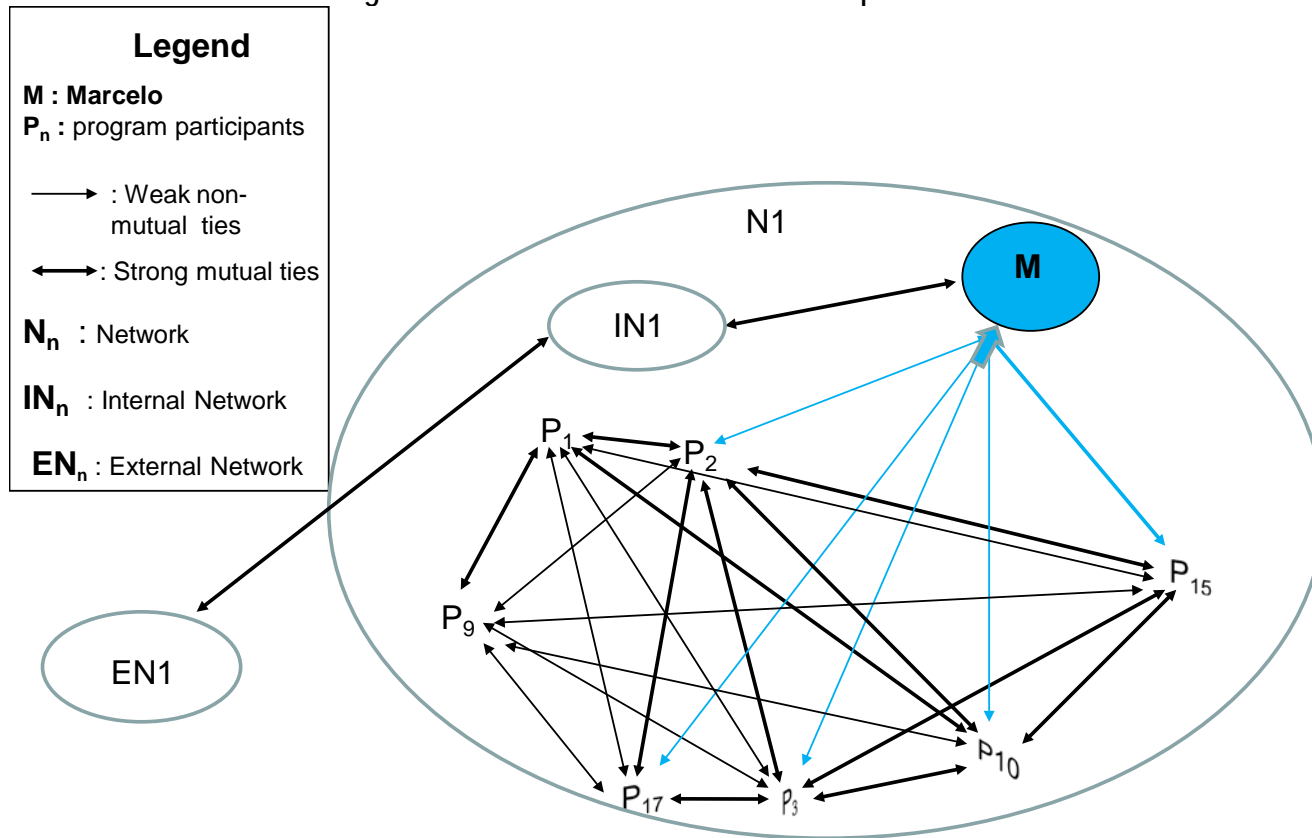 Legend
M : Marcelo
Pn : program participants
: Weak non-
mutual ties
: Strong mutual ties
Nn : Network
INn : Internal Network
ENn : External Network
N1
M
IN1
P1
P2
P15
P9
EN1
P10
P17
P3